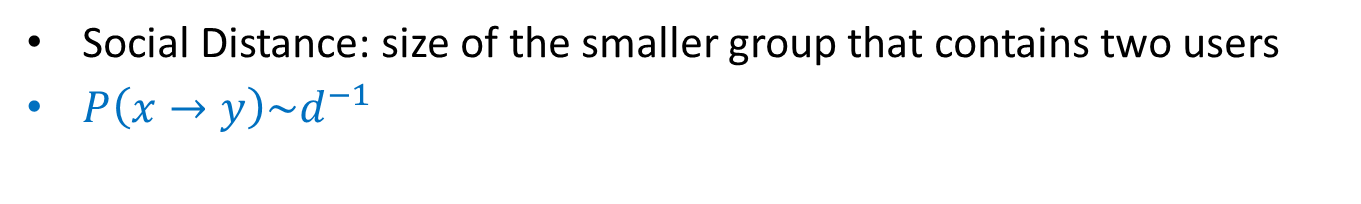 • Social Distance: size of the smaller group that contains two users
• P(x → y)~d⁻¹